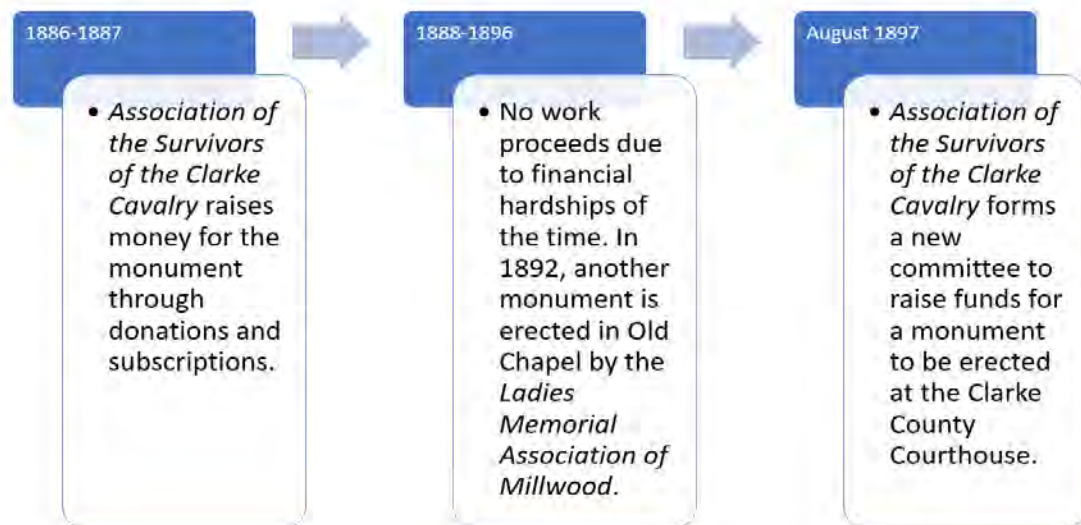 1886-1887
• Association of
the Survivors
of the Clarke
Cavalry raises
money for the
monument
through
donations and
subscriptions.
1888-1896
• No work
proceeds due
to financial
hardships of
the time. In
1892, another
monument is
erected in Old
Chapel by the
Ladies
Memorial
Association of
Millwood.
August 1897
• Association of
the Survivors
of the Clarke
Cavalry forms
a new
committee to
raise funds for
a monument
to be erected
at the Clarke
County
Courthouse.